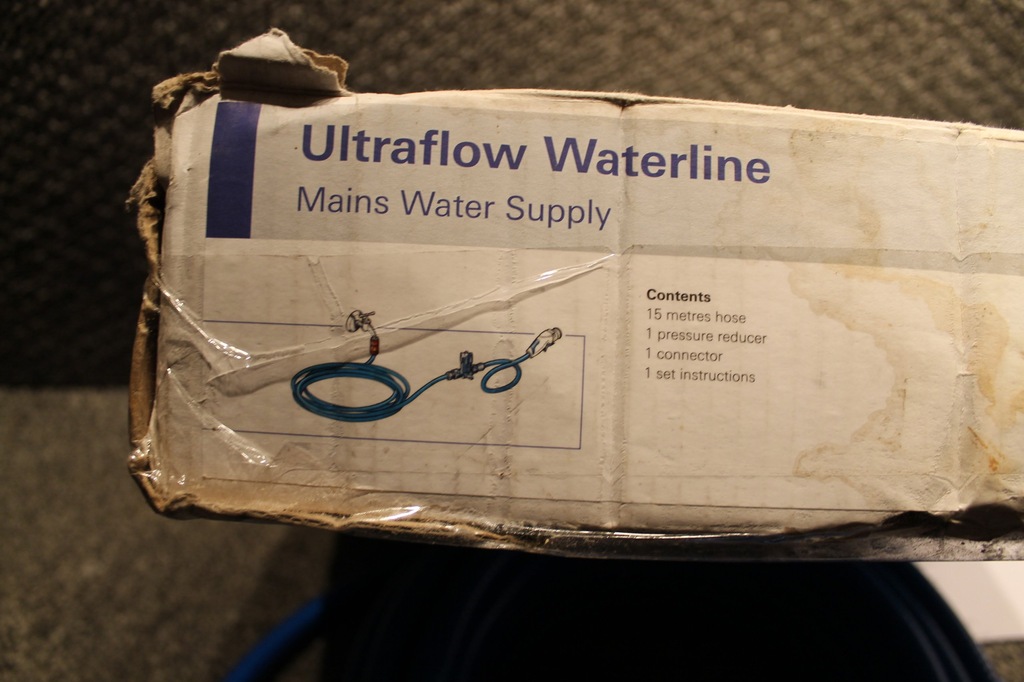 Ultraflow Waterline
Mains Water Supply
Contents
15 metres hose
1 pressure reducer
1 connector
1 set instructions